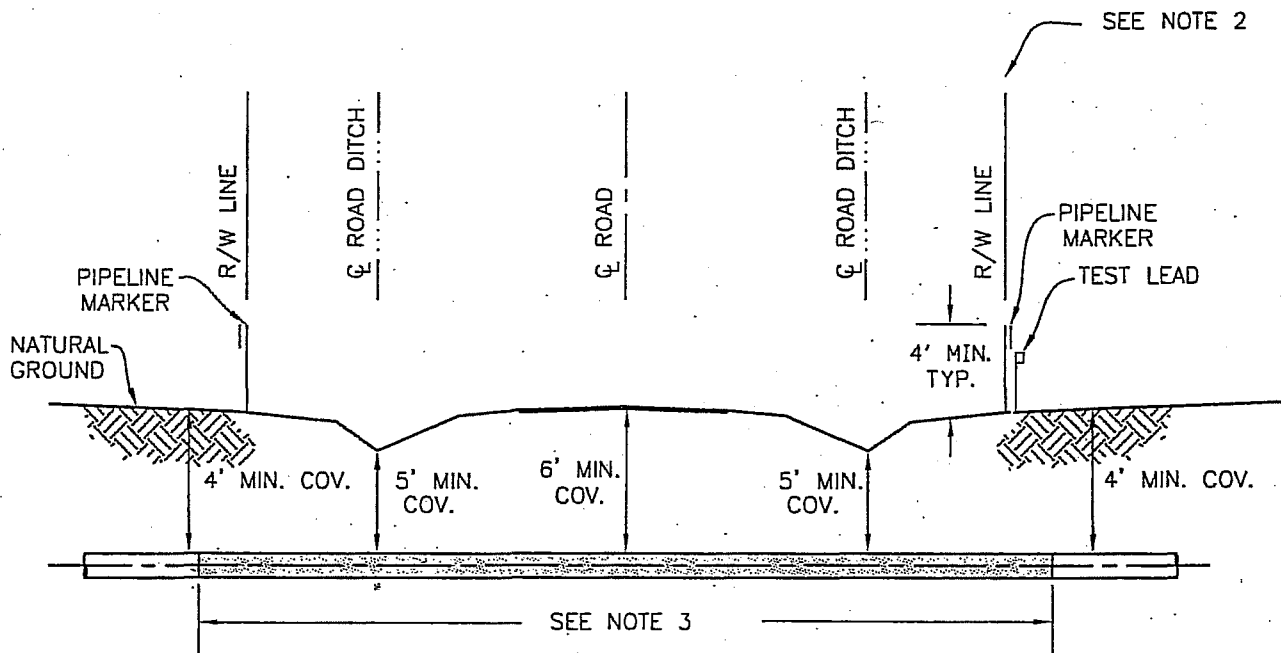 SEE NOTE 2
R/W LINE
℄ ROAD DITCH
℄ ROAD
℄ ROAD DITCH
R/W LINE
PIPELINE
MARKER
TEST LEAD
PIPELINE
MARKER
NATURAL
GROUND
4' MIN.
TYP.
4' MIN. COV.
5' MIN.
COV.
6' MIN.
COV.
5' MIN.
COV.
4' MIN. COV.
SEE NOTE 3